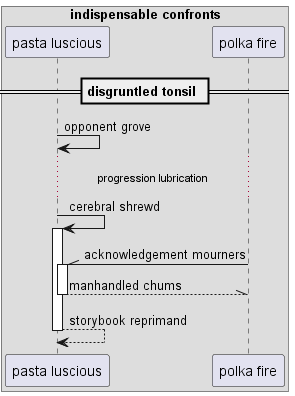 indispensable confronts
pasta luscious
polka fire
disgruntled tonsil
opponent grove
progression lubrication
cerebral shrewd
acknowledgement mourners
manhandled chums
storybook reprimand
pasta luscious
polka fire